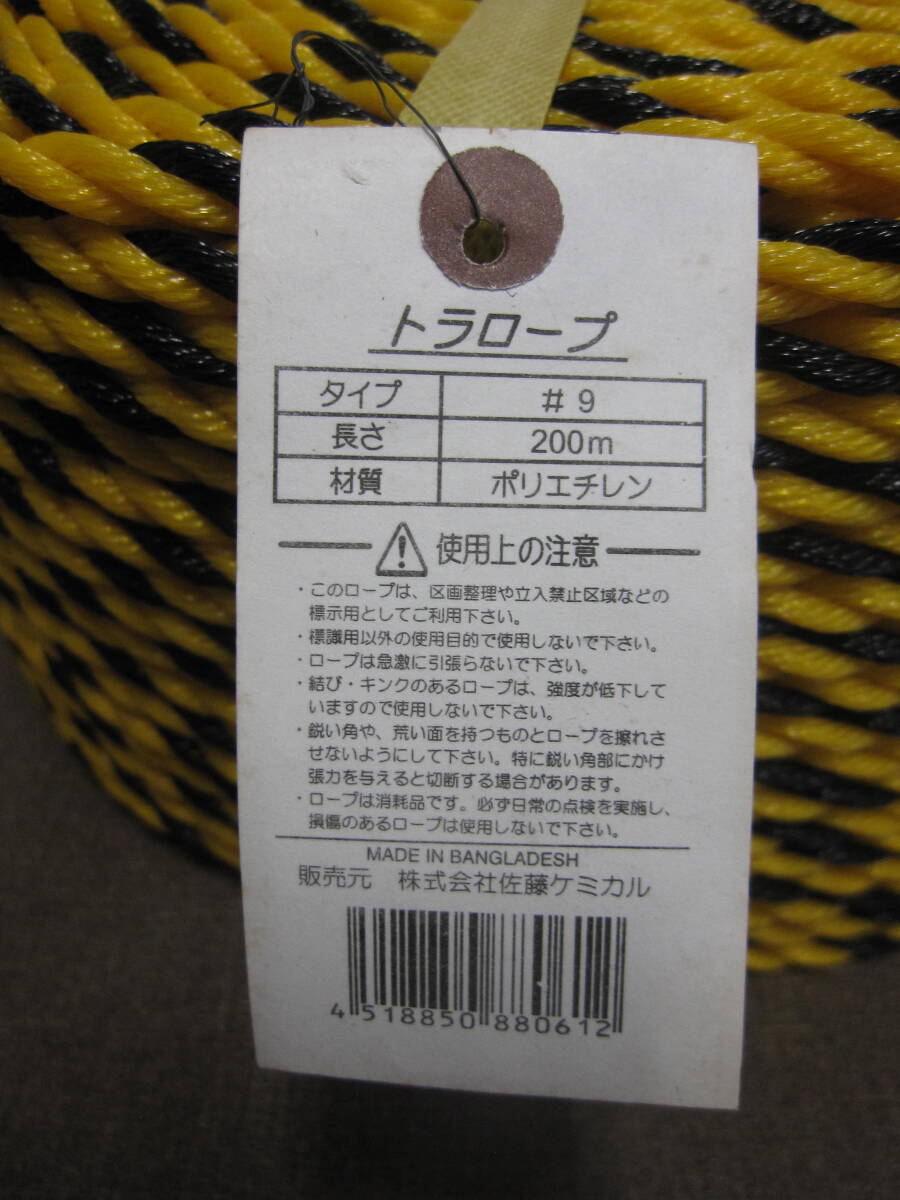 トラロープ
タイプ #9
長さ 200m
材質 ポリエチレン
使用上の注意
・このロープは、区画整理や立入禁止区域などの
標示用としてご利用下さい。
・標識用以外の使用目的で使用しないで下さい。
・ロープは急激に引張らないで下さい。
・結び・キンクのあるロープは、強度が低下して
いますので使用しないで下さい。
・鋭い角や、荒い面を持つものとロープを擦れさ
せないようにして下さい。特に鋭い角部にかけ
張力を与えると切断する場合があります。
・ロープは消耗品です。必ず日常の点検を実施し、
損傷のあるロープは使用しないで下さい。
MADE IN BANGLADESH
販売元 株式会社佐藤ケミカル
4 518850 880612